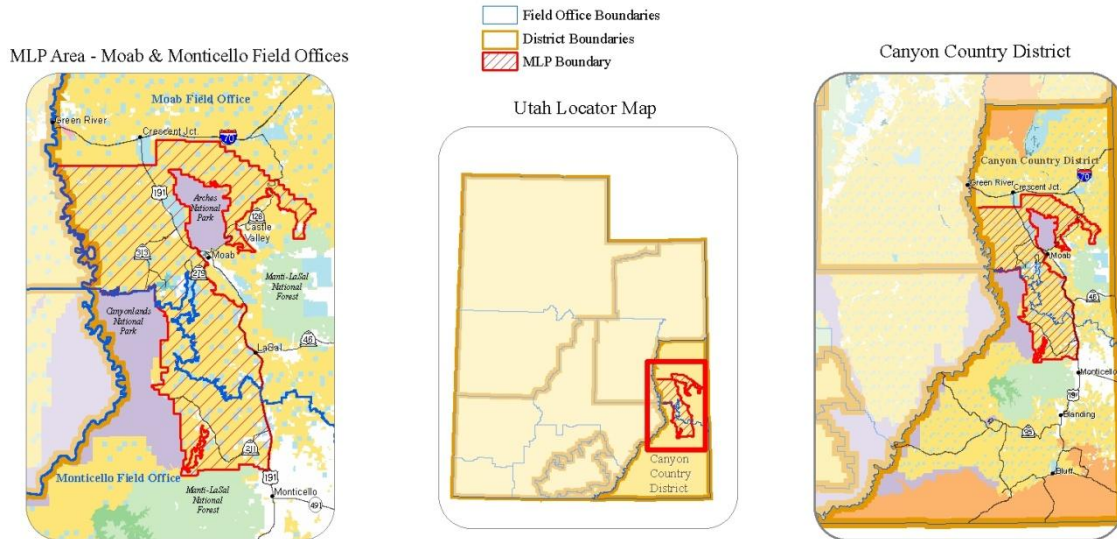 Field Office Boundaries
District Boundaries
MLP Boundary
MLP Area - Moab & Monticello Field Offices
Moab Field Office
Green River
Crescent Jct.
70
191
Arches
National
Park
128
Castle
Valley
313
Moab
279
Manti-LaSal
National
Forest
Canyonlands
National
Park
LaSal
46
211
Monticello Field Office
191
Manti-LaSal
National
Forest
Monticello
491
Utah Locator Map
Canyon
Country
District
Canyon Country District
Canyon Country District
70
Green River
Crescent Jct.
Moab
46
Monticello
191
Blanding
95
Bluff